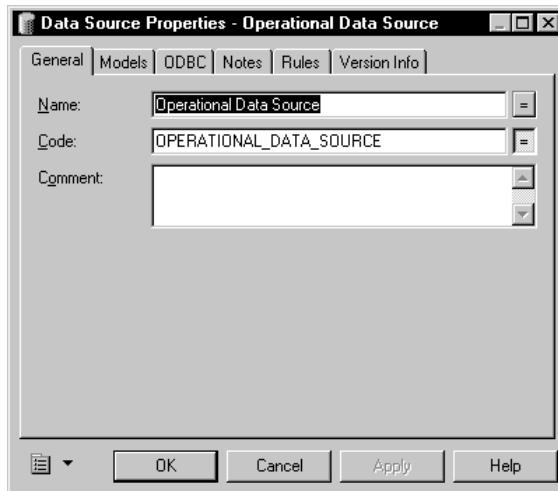 Data Source Properties - Operational Data Source
General Models ODBC Notes Rules Version Info
Name: Operational Data Source =
Code: OPERATIONAL_DATA_SOURCE =
Comment:
OK Cancel Apply Help